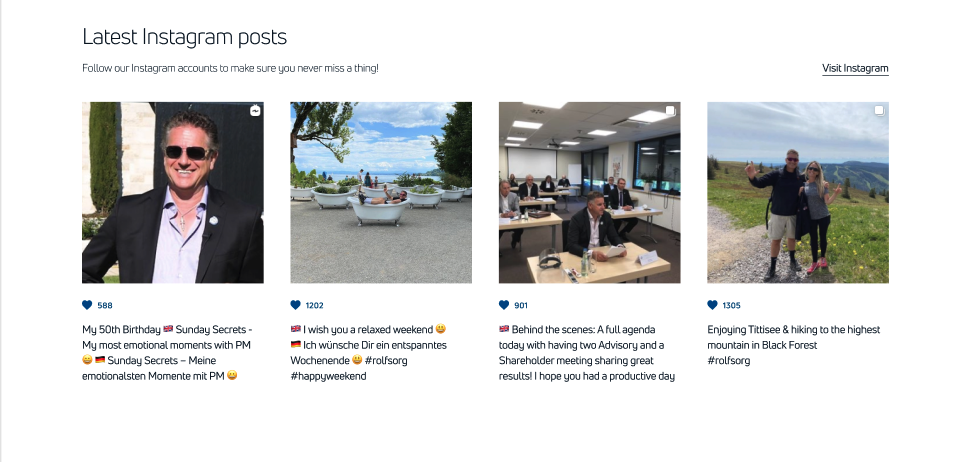 Latest Instagram posts
Follow our Instagram accounts to make sure you never miss a thing!
Visit Instagram
588
My 50th Birthday 🇬🇧 Sunday Secrets -
My most emotional moments with PM
😄 🇩🇪 Sunday Secrets – Meine
emotionalsten Momente mit PM 😀
1202
🇬🇧 I wish you a relaxed weekend 😀
🇩🇪 Ich wünsche Dir ein entspanntes
Wochenende 😀 #rolfsorg
#happyweekend
901
🇬🇧 Behind the scenes: A full agenda
today with having two Advisory and a
Shareholder meeting sharing great
results! I hope you had a productive day
1305
Enjoying Tittisee & hiking to the highest
mountain in Black Forest
#rolfsorg